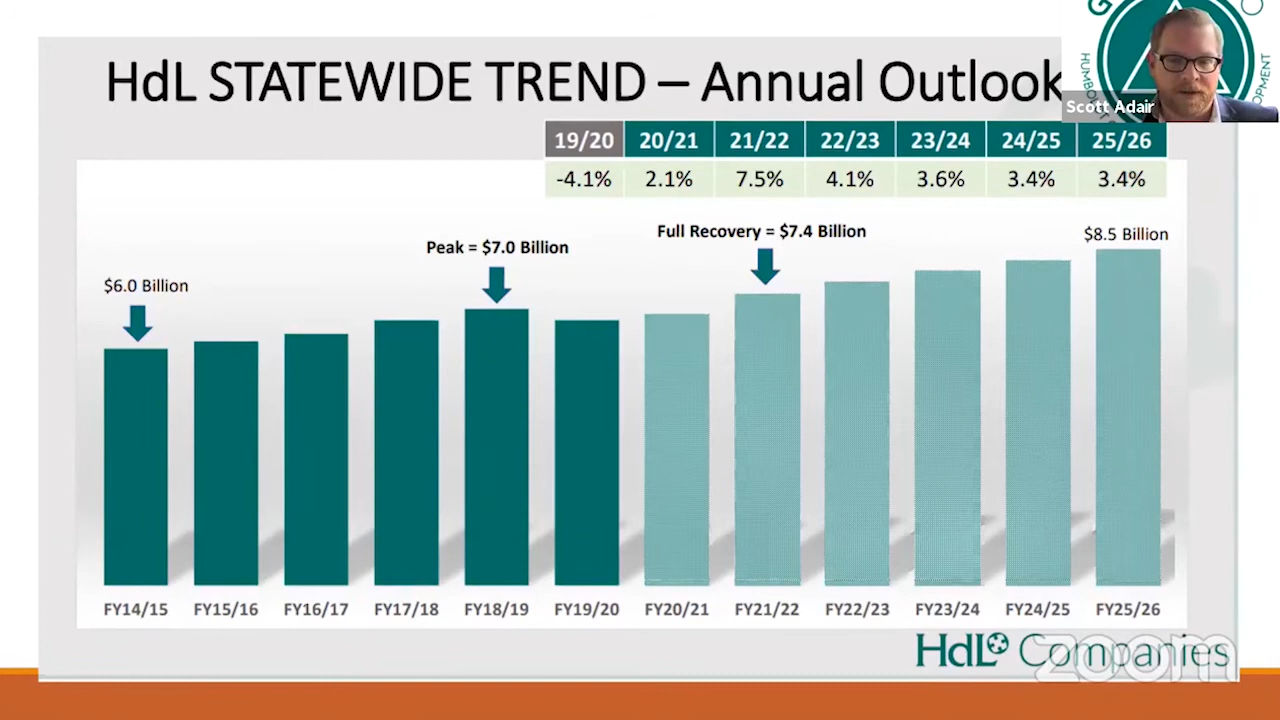 HdL STATEWIDE TREND – Annual Outlook
Scott Adair
19/20 20/21 21/22 22/23 23/24 24/25 25/26
-4.1% 2.1% 7.5% 4.1% 3.6% 3.4% 3.4%
Full Recovery = $7.4 Billion
$8.5 Billion
Peak = $7.0 Billion
$6.0 Billion
FY14/15 FY15/16 FY16/17 FY17/18 FY18/19 FY19/20 FY20/21 FY21/22 FY22/23 FY23/24 FY24/25 FY25/26
HdL Companies
zoom